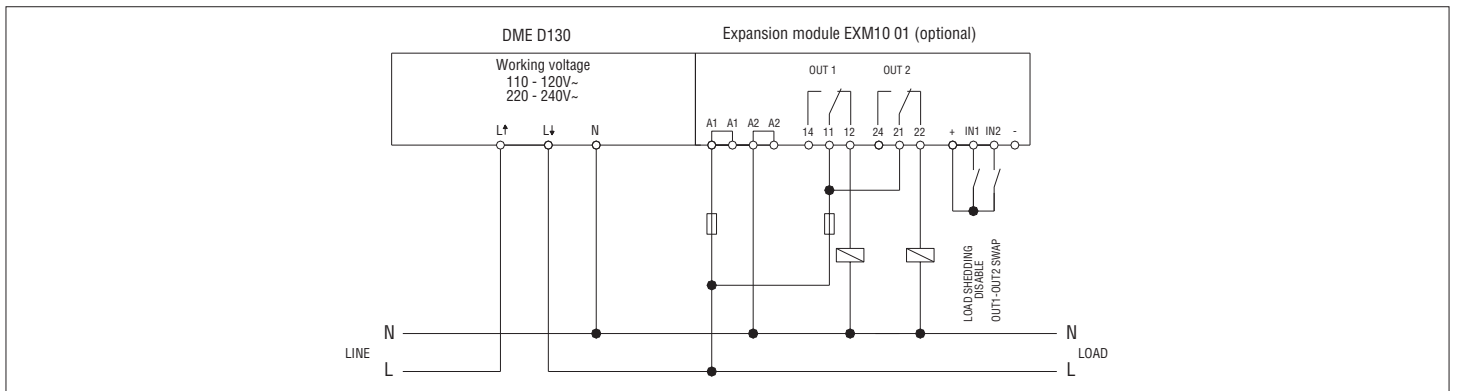 DME D130
Expansion module EXM10 01 (optional)
Working voltage
110 - 120V~
220 - 240V~
OUT 1
OUT 2
L↑
L↓
N
A1
A1
A2
A2
14
11
12
24
21
22
+
IN1
IN2
-
LOAD SHEDDING
DISABLE
OUT1-OUT2 SWAP
N
N
LINE
LOAD
L
L